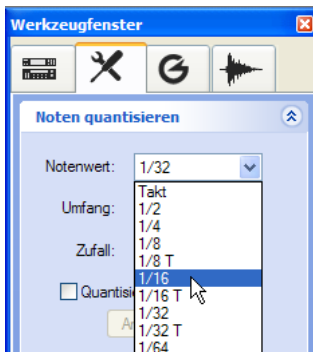 Werkzeugfenster
Noten quantisieren
Notenwert: 1/32
Takt
Umfang: 1/2
1/4
Zufall: 1/8
1/8 T
1/16
1/16 T
1/32
1/32 T
1/64